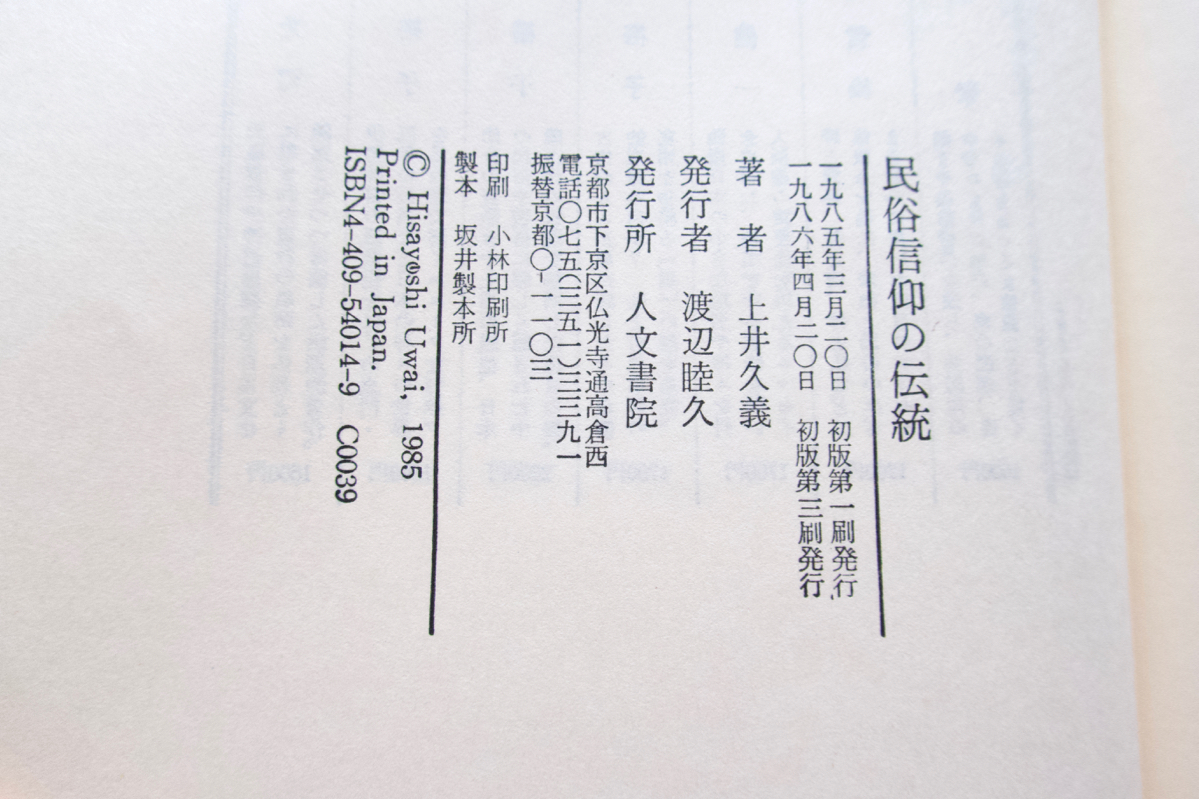 民俗信仰の伝統
一九八五年三月二〇日　初版第一刷発行
一九八六年四月二〇日　初版第三刷発行
著　者　上井久義
発行者　渡辺睦久
発行所　人文書院
京都市下京区仏光寺通高倉西
電話〇七五(三五一)三三九一
振替京都〇-一一〇三
印刷　小林印刷所
製本　坂井製本所
© Hisayoshi Uwai, 1985
Printed in Japan.
ISBN4-409-54014-9 C0039